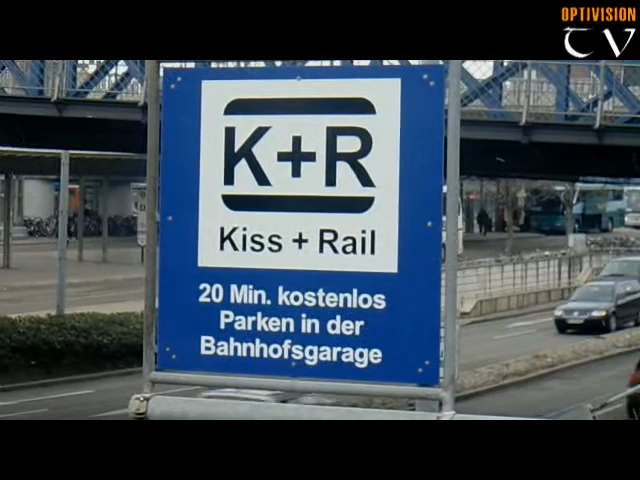 OPTIVISION
TV
K+R
Kiss + Rail
20 Min. kostenlos
Parken in der
Bahnhofsgarage